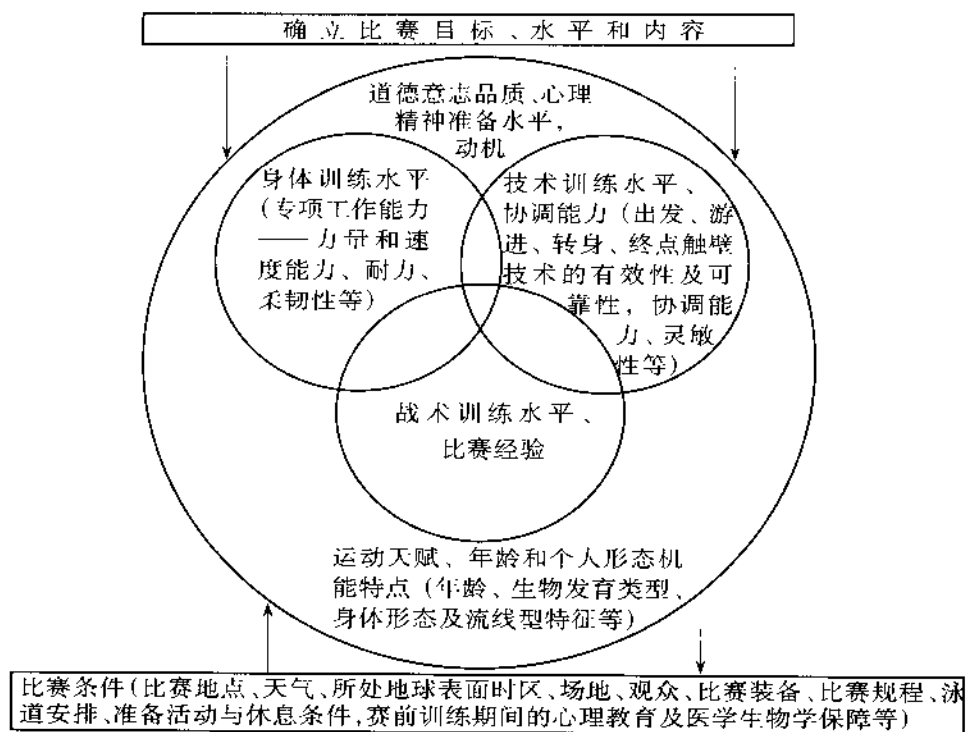 确立比赛目标、水平和内容
道德意志品质、心理
精神准备水平，
动机
身体训练水平
（专项工作能力
——力量和速
度能力、耐力、
柔韧性等）
技术训练水平、
协调能力（出发、游
进、转身、终点触壁
技术的有效性及可
靠性，协调能
力、灵敏
性等）
战术训练水平、
比赛经验
运动天赋、年龄和个人形态机
能特点（年龄、生物发育类型、
身体形态及流线型特征等）
比赛条件（比赛地点、天气、所处地球表面时区、场地、观众、比赛装备、比赛规程、泳
道安排、准备活动与休息条件，赛前训练期间的心理教育及医学生物学保障等）